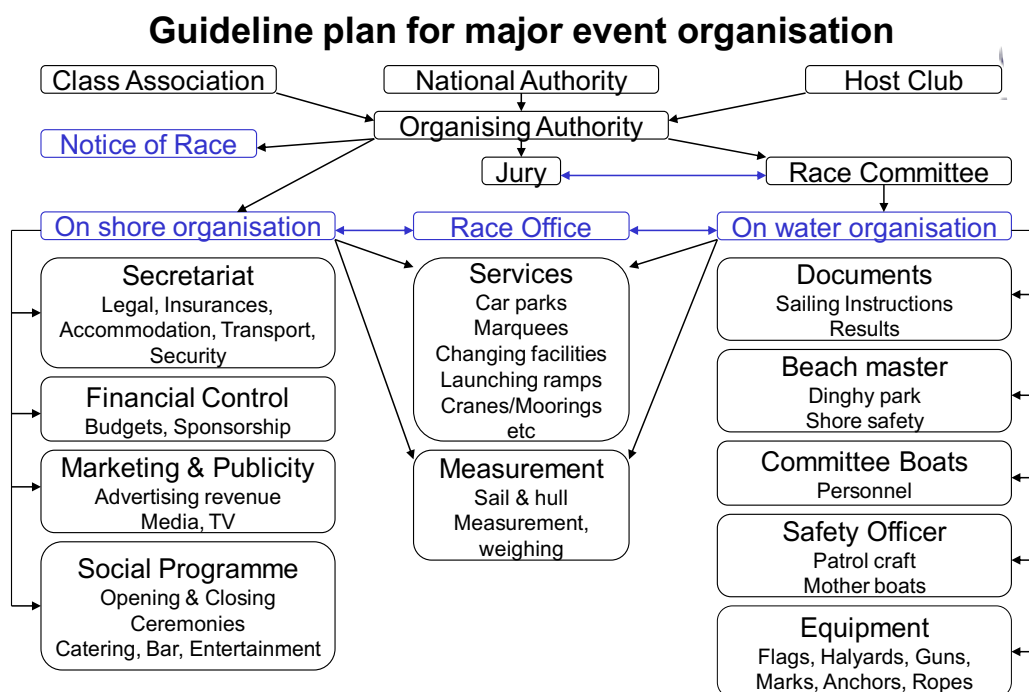 Guideline plan for major event organisation
Class Association
National Authority
Host Club
Organising Authority
Notice of Race
Jury
Race Committee
On shore organisation
Race Office
On water organisation
Secretariat
Legal, Insurances,
Accommodation, Transport,
Security
Financial Control
Budgets, Sponsorship
Marketing & Publicity
Advertising revenue
Media, TV
Social Programme
Opening & Closing
Ceremonies
Catering, Bar, Entertainment
Services
Car parks
Marquees
Changing facilities
Launching ramps
Cranes/Moorings
etc
Measurement
Sail & hull
Measurement,
weighing
Documents
Sailing Instructions
Results
Beach master
Dinghy park
Shore safety
Committee Boats
Personnel
Safety Officer
Patrol craft
Mother boats
Equipment
Flags, Halyards, Guns,
Marks, Anchors, Ropes